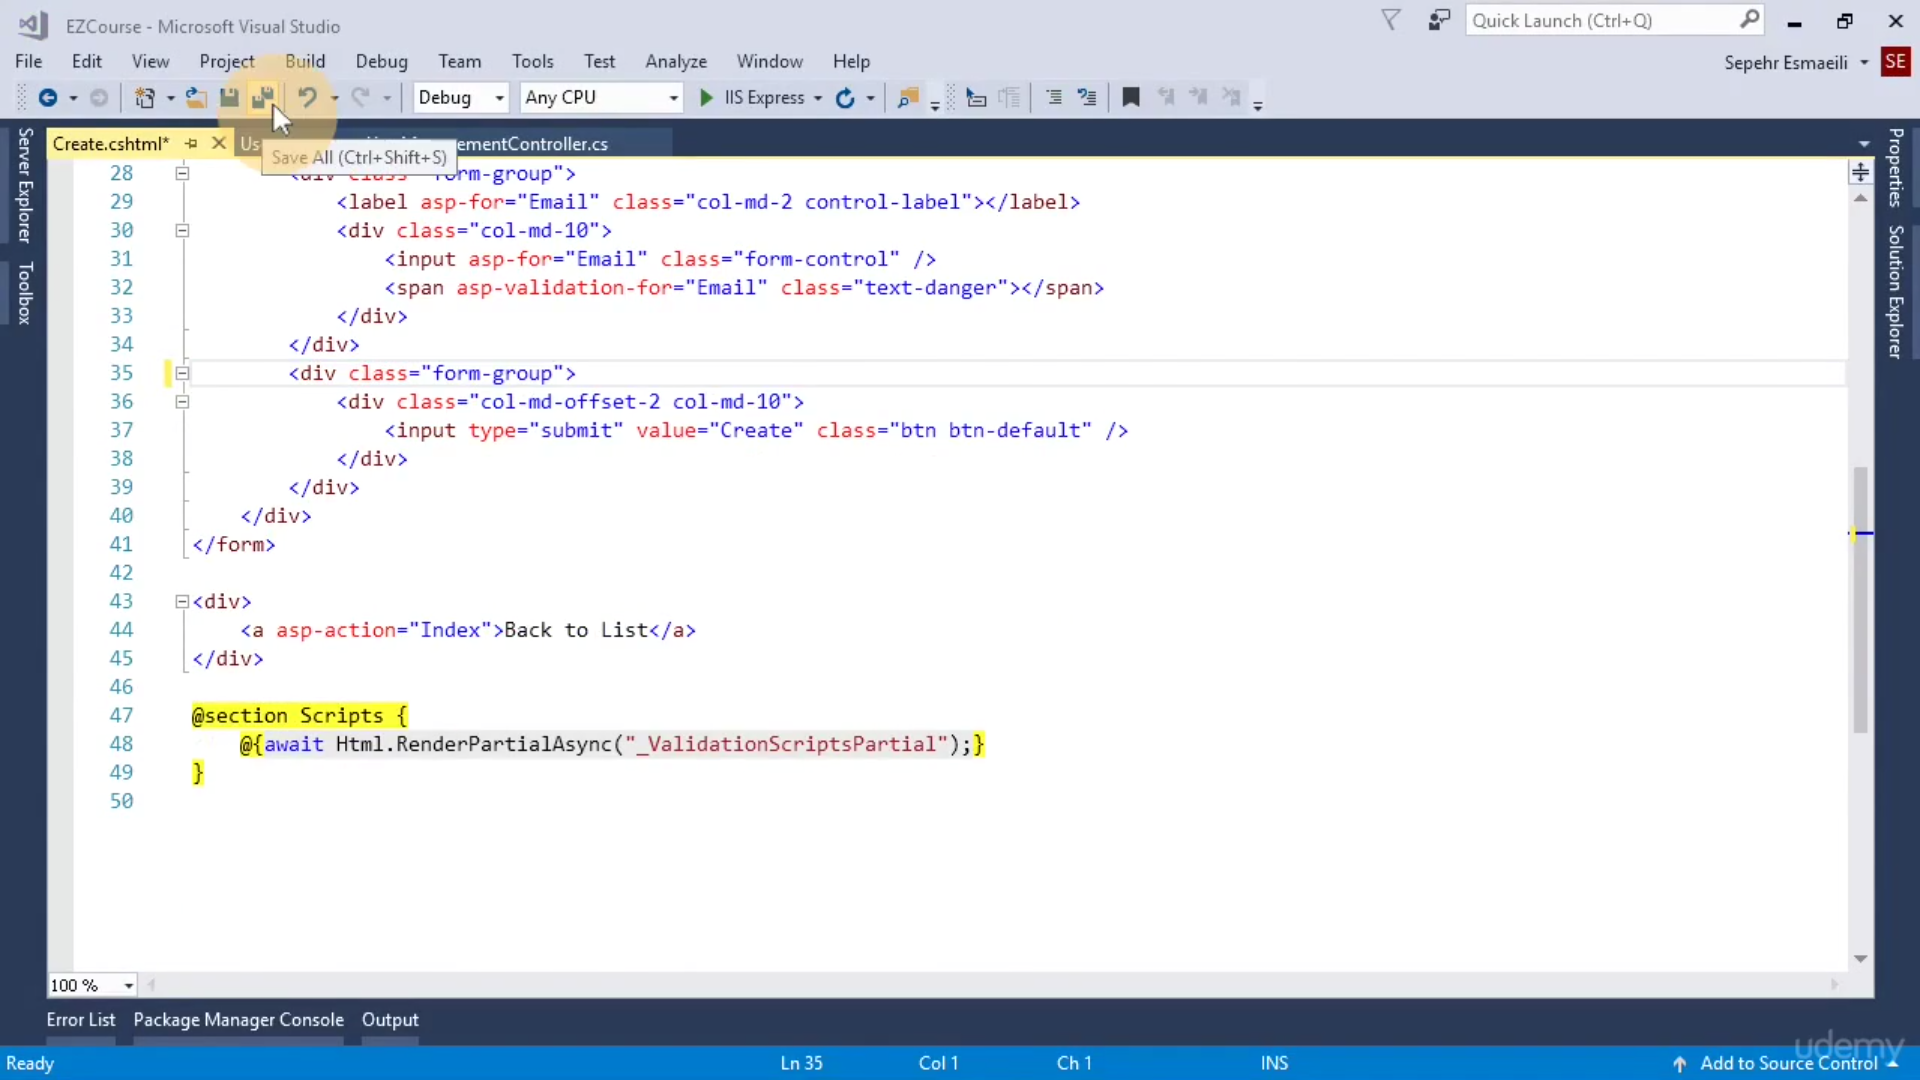 EZCourse - Microsoft Visual Studio
Quick Launch (Ctrl+Q)
File Edit View Project Build Debug Team Tools Test Analyze Window Help
Sepehr Esmaeili SE
Debug Any CPU IIS Express
Create.cshtml* Us ementController.cs
Save All (Ctrl+Shift+S)
Server Explorer
Toolbox
Properties
Solution Explorer
28 <div class="form-group">
29 <label asp-for="Email" class="col-md-2 control-label"></label>
30 <div class="col-md-10">
31 <input asp-for="Email" class="form-control" />
32 <span asp-validation-for="Email" class="text-danger"></span>
33 </div>
34 </div>
35 <div class="form-group">
36 <div class="col-md-offset-2 col-md-10">
37 <input type="submit" value="Create" class="btn btn-default" />
38 </div>
39 </div>
40 </div>
41 </form>
42
43 <div>
44 <a asp-action="Index">Back to List</a>
45 </div>
46
47 @section Scripts {
48 @{await Html.RenderPartialAsync("_ValidationScriptsPartial");}
49 }
50
100 %
Error List Package Manager Console Output
Ready Ln 35 Col 1 Ch 1 INS Add to Source Control
udemy